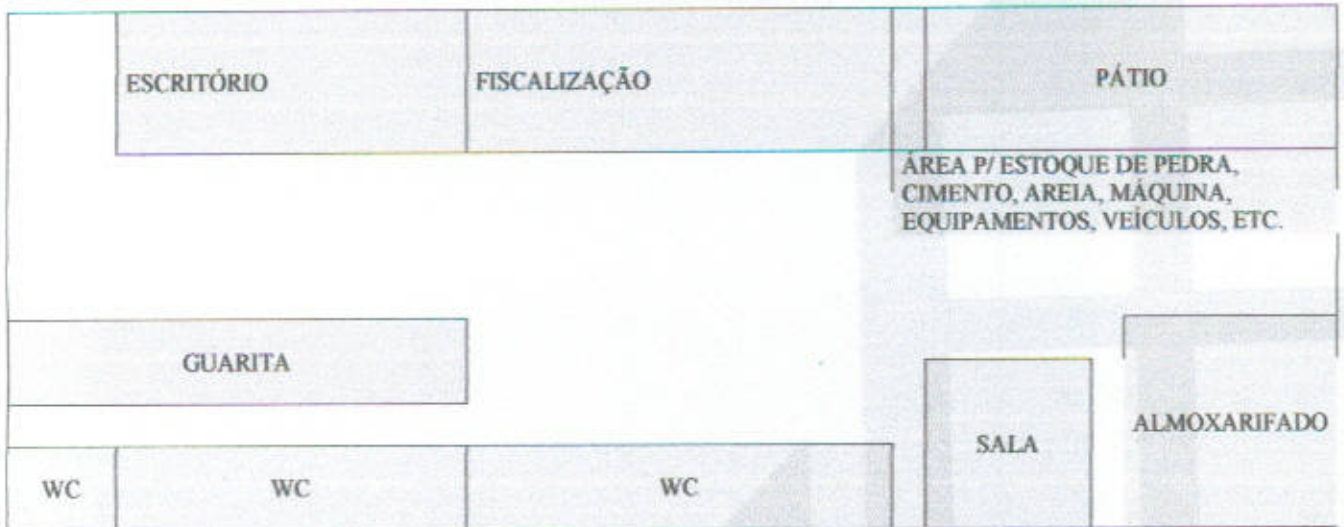 ESCRITÓRIO
FISCALIZAÇÃO
PÁTIO
ÁREA P/ ESTOQUE DE PEDRA,
CIMENTO, AREIA, MÁQUINA,
EQUIPAMENTOS, VEÍCULOS, ETC.
GUARITA
ALMOXARIFADO
SALA
WC
WC
WC